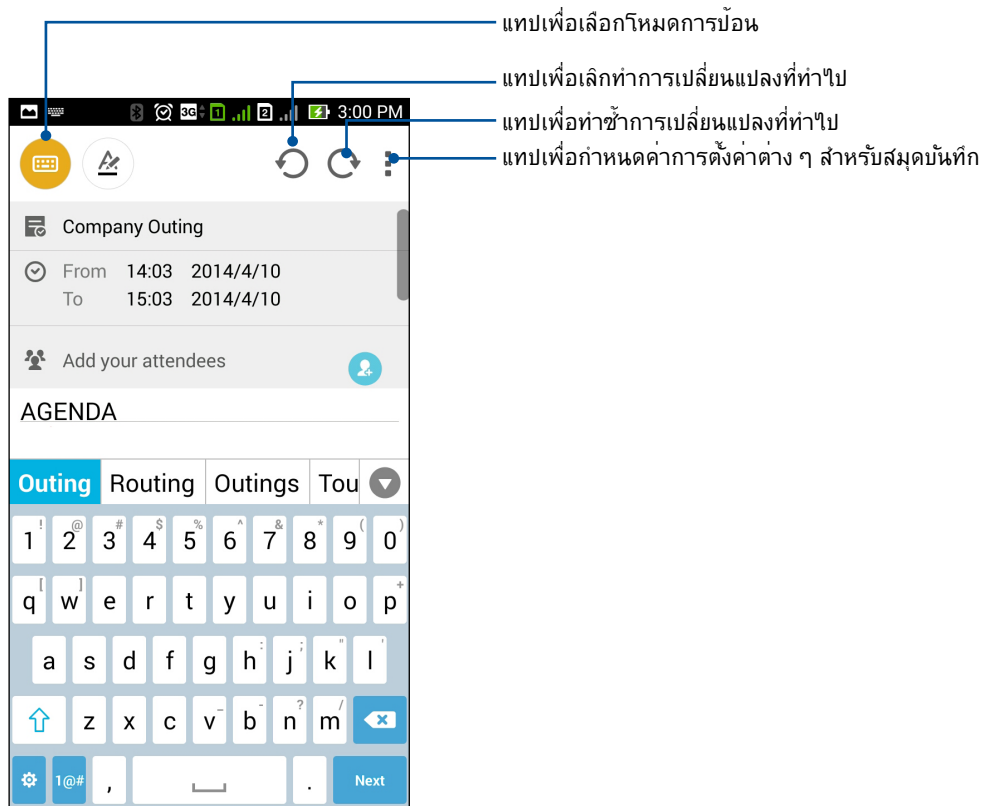 แทปเพื่อเลือกโหมดการป้อน
แทปเพื่อเลิกทำการเปลี่ยนแปลงที่ทำไป
แทปเพื่อทำซ้ำการเปลี่ยนแปลงที่ทำไป
แทปเพื่อกำหนดค่าการตั้งค่าต่าง ๆ สำหรับสมุดบันทึก
3G 1 2 3:00 PM
Company Outing
From 14:03 2014/4/10
To 15:03 2014/4/10
Add your attendees
AGENDA
Outing Routing Outings Tou
1 ! 2 @ 3 # 4 $ 5 % 6 ^ 7 & 8 * 9 ( 0 )
q [ w ] e r t y u i o p +
a s d f g h : j ; k " l '
z x c v _ b - n ? m /
1@# , . Next